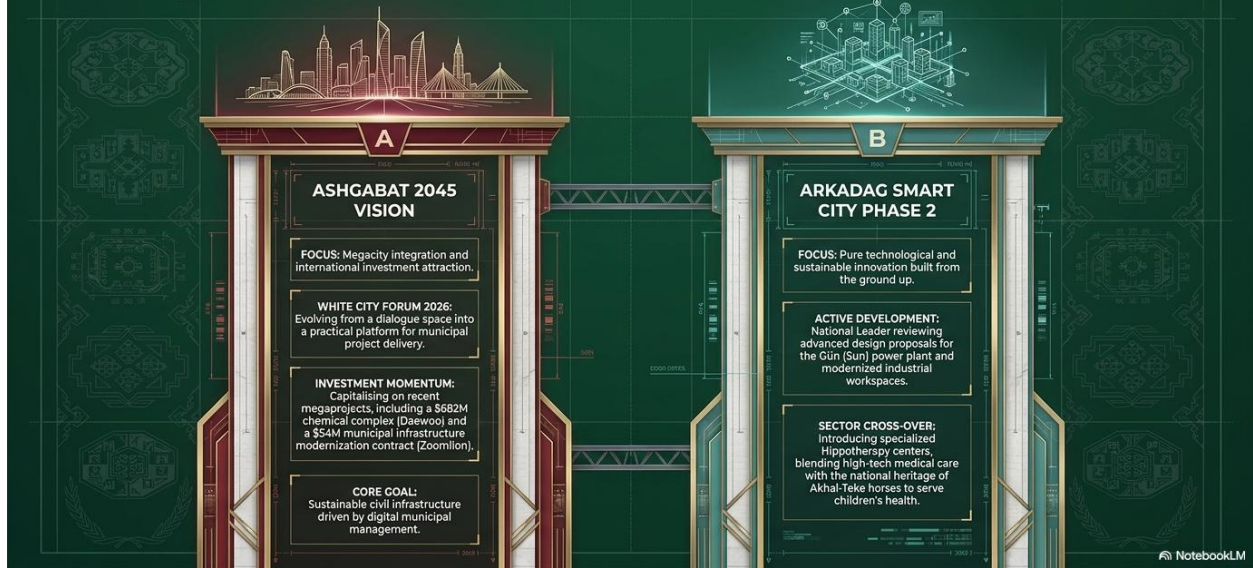 A
ASHGABAT 2045
VISION
FOCUS: Megacity integration and
international investment attraction.
WHITE CITY FORUM 2026:
Evolving from a dialogue space into
a practical platform for municipal
project delivery.
INVESTMENT MOMENTUM:
Capitalising on recent
megaprojects, including a $682M
chemical complex (Daewoo) and
a $54M municipal infrastructure
modernization contract (Zoomlion).
CORE GOAL:
Sustainable civil infrastructure
driven by digital municipal
management.
B
ARKADAG SMART
CITY PHASE 2
FOCUS: Pure technological and
sustainable innovation built from
the ground up.
ACTIVE DEVELOPMENT:
National Leader reviewing
advanced design proposals for
the Gün (Sun) power plant and
modernized industrial
workspaces.
SECTOR CROSS-OVER:
Introducing specialized
Hippotherspy centers,
blending high-tech medical care
with the national heritage of
Akhal-Teke horses to serve
children's health.
NotebookLM